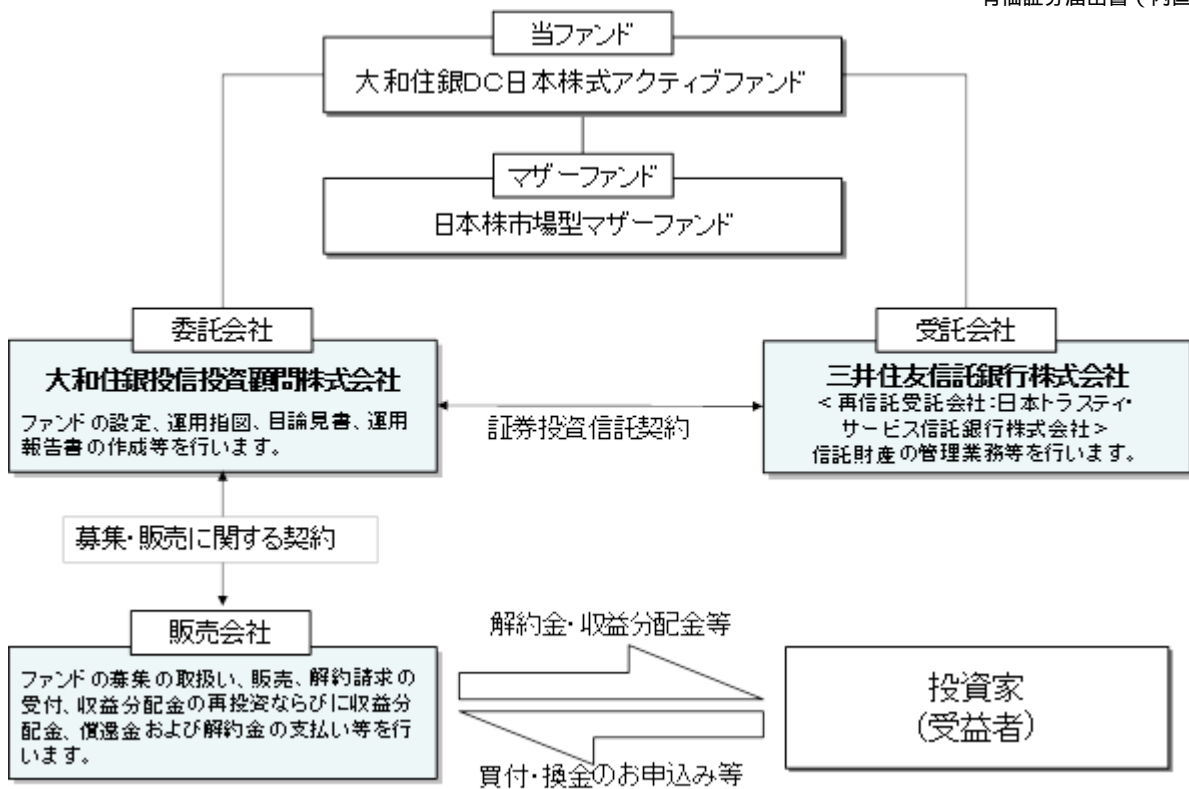 有価証券届出書（内国
当ファンド
大和住銀DC日本株式アクティブファンド
マザーファンド
日本株市場型マザーファンド
委託会社
大和住銀投信投資顧問株式会社
ファンドの設定、運用指図、目論見書、運用
報告書の作成等を行います。
証券投資信託契約
受託会社
三井住友信託銀行株式会社
＜再信託受託会社：日本トラスティ・
サービス信託銀行株式会社＞
信託財産の管理業務等を行います。
募集・販売に関する契約
販売会社
ファンドの募集の取扱い、販売、解約請求の
受付、収益分配金の再投資ならびに収益分
配金、償還金および解約金の支払い等を行
います。
解約金・収益分配金等
買付・換金のお申込み等
投資家
（受益者）